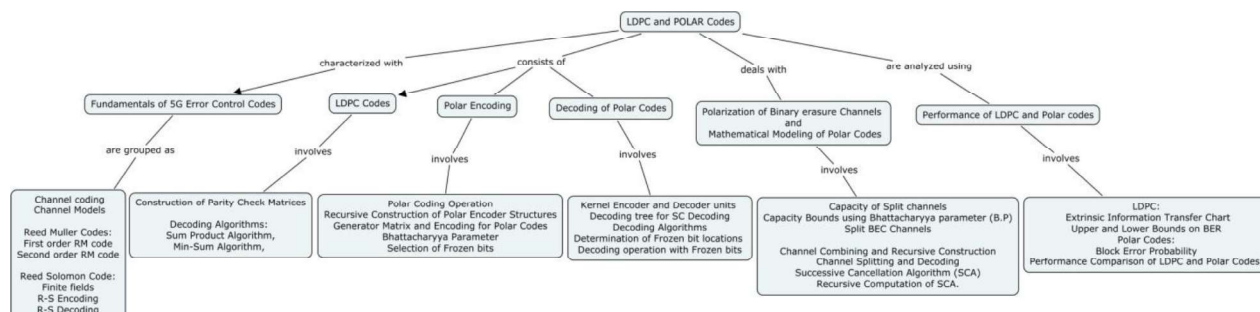 LDPC and POLAR Codes
characterized with
consists of
deals with
are analyzed using
Fundamentals of 5G Error Control Codes
LDPC Codes
Polar Encoding
Decoding of Polar Codes
Polarization of Binary erasure Channels
and
Mathematical Modeling of Polar Codes
Performance of LDPC and Polar codes
are grouped as
involves
involves
involves
involves
involves
Channel coding
Channel Models
Reed Muller Codes:
First order RM code
Second order RM code
Reed Solomon Code:
Finite fields
R-S Encoding
R-S Decoding
Construction of Parity Check Matrices
Decoding Algorithms:
Sum Product Algorithm,
Min-Sum Algorithm,
Polar Coding Operation
Recursive Construction of Polar Encoder Structures
Generator Matrix and Encoding for Polar Codes
Bhattacharyya Parameter
Selection of Frozen bits
Kernel Encoder and Decoder units
Decoding tree for SC Decoding
Decoding Algorithms
Determination of Frozen bit locations
Decoding operation with Frozen bits
Capacity of Split channels
Capacity Bounds using Bhattacharyya parameter (B.P)
Split BEC Channels
Channel Combining and Recursive Construction
Channel Splitting and Decoding
Successive Cancellation Algorithm (SCA)
Recursive Computation of SCA.
LDPC:
Extrinsic Information Transfer Chart
Upper and Lower Bounds on BER
Polar Codes:
Block Error Probability
Performance Comparison of LDPC and Polar Codes